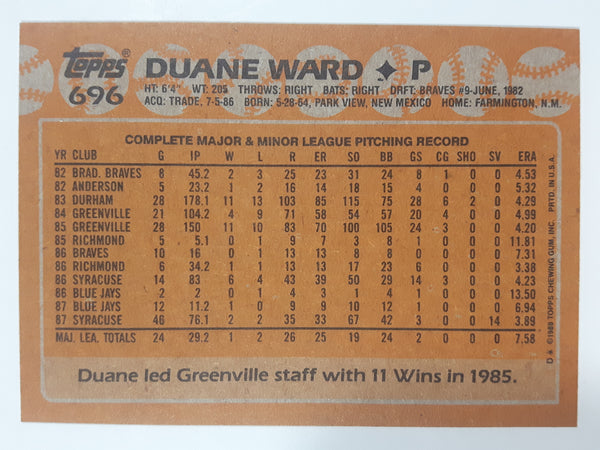 Topps® DUANE WARD P
696 HT: 6'4" WT: 205 THROWS: RIGHT BATS: RIGHT DRFT: BRAVES #9-JUNE, 1982
ACQ: TRADE, 7-5-86 BORN: 5-28-64, PARK VIEW, NEW MEXICO HOME: FARMINGTON, N.M.
COMPLETE MAJOR & MINOR LEAGUE PITCHING RECORD
YR CLUB G IP W L R ER SO BB GS CG SHO SV ERA
82 BRAD. BRAVES 8 45.2 2 3 25 23 31 24 8 1 0 0 4.53
82 ANDERSON 5 23.2 1 2 16 14 18 15 4 0 0 0 5.32
83 DURHAM 28 178.1 11 13 103 85 115 75 28 6 0 0 4.29
84 GREENVILLE 21 104.2 4 9 71 58 54 57 20 4 0 0 4.99
85 GREENVILLE 28 150 11 10 83 70 100 105 24 3 0 0 4.20
85 RICHMOND 5 5.1 0 1 9 7 3 8 1 0 0 0 11.81
86 BRAVES 10 16 0 1 13 13 8 8 0 0 0 0 7.31
86 RICHMOND 6 34.2 1 3 13 13 17 23 6 0 0 0 3.38
86 SYRACUSE 14 83 6 4 43 39 50 29 14 3 0 0 4.23
86 BLUE JAYS 2 2 0 1 4 3 1 4 1 0 0 0 13.50
87 BLUE JAYS 12 11.2 1 0 9 9 10 12 1 0 0 0 6.94
87 SYRACUSE 46 76.1 2 2 35 33 67 42 3 0 0 14 3.89
MAJ. LEA. TOTALS 24 29.2 1 2 26 25 19 24 2 0 0 0 7.58
Duane led Greenville staff with 11 Wins in 1985.
D* ©1988 TOPPS CHEWING GUM, INC. PRTD. IN U.S.A.